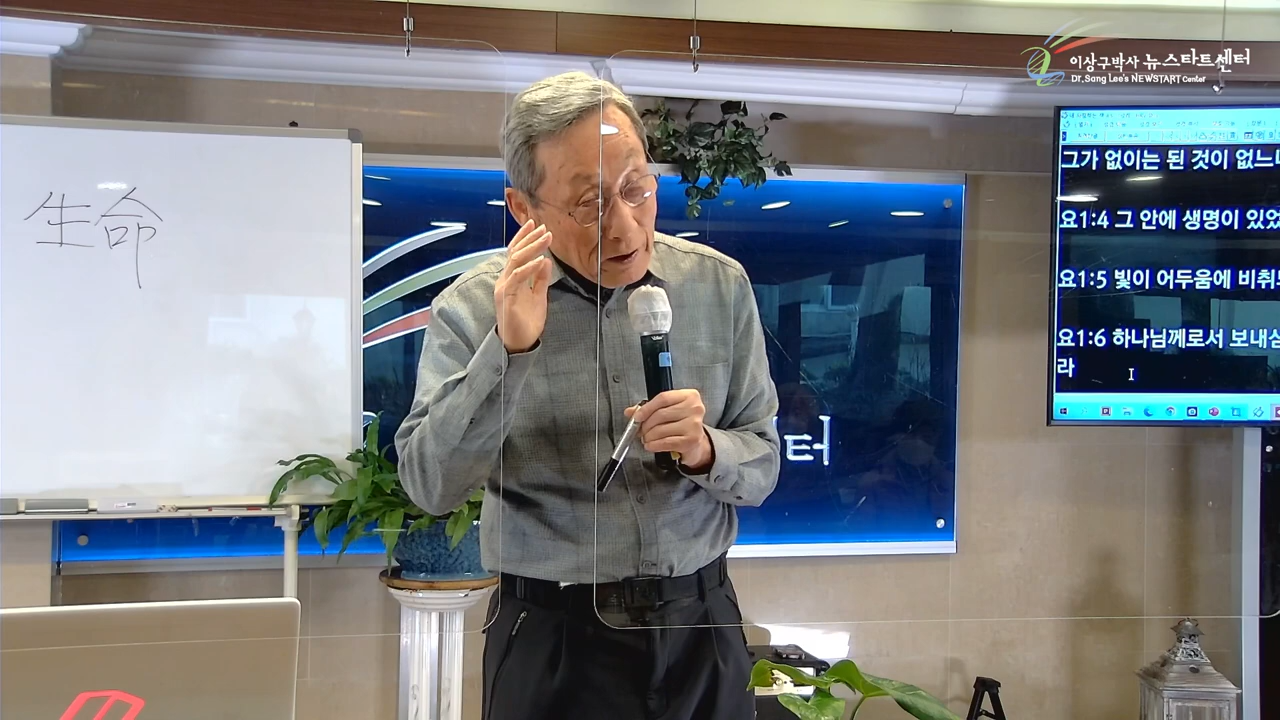 이상구박사 뉴스타트센터
Dr. Sang Lee's NEWSTART Center
生命
그가 없이는 된 것이 없느니
요1:4 그 안에 생명이 있었
요1:5 빛이 어두움에 비취
요1:6 하나님께로서 보내심
라
터